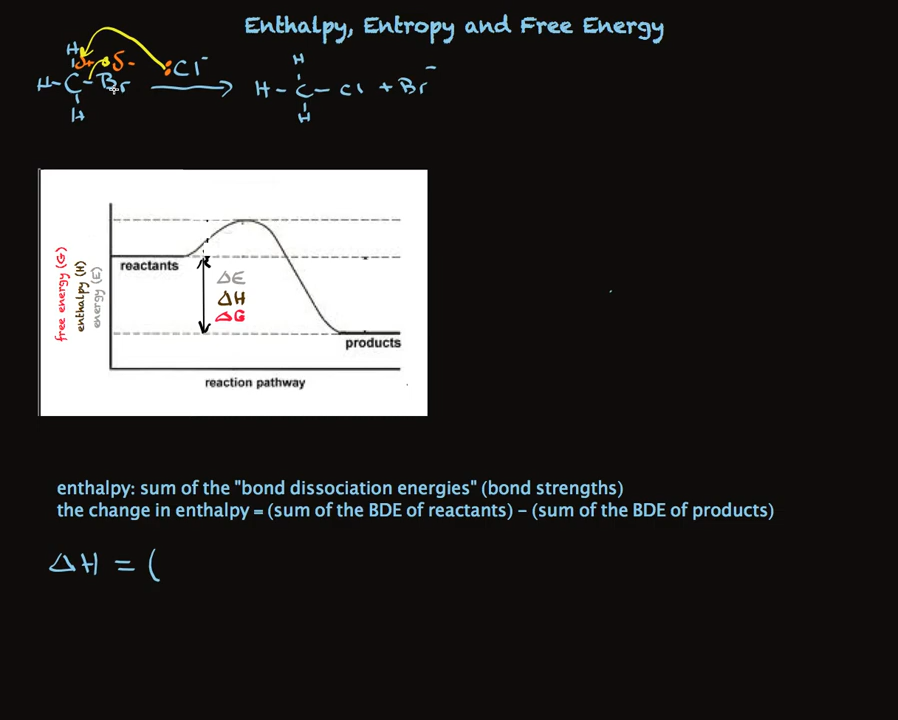 Enthalpy, Entropy and Free Energy
H
δ+ δ- :Cl⁻
H-C-Br
H
H
H-C-Cl + Br⁻
H
free energy (G)
enthalpy (H)
energy (E)
reactants
ΔE
ΔH
ΔG
products
reaction pathway
enthalpy: sum of the "bond dissociation energies" (bond strengths)
the change in enthalpy = (sum of the BDE of reactants) – (sum of the BDE of products)
ΔH = (